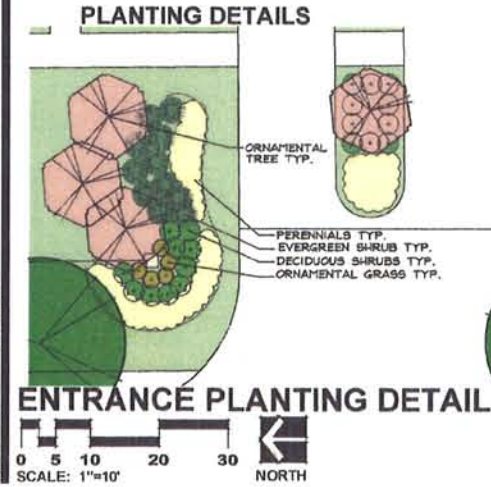 PLANTING DETAILS
ORNAMENTAL
TREE TYP.
PERENNIALS TYP.
EVERGREEN SHRUB TYP.
DECIDUOUS SHRUBS TYP.
ORNAMENTAL GRASS TYP.
ENTRANCE PLANTING DETAIL
0 5 10 20 30
SCALE: 1"=10'
NORTH